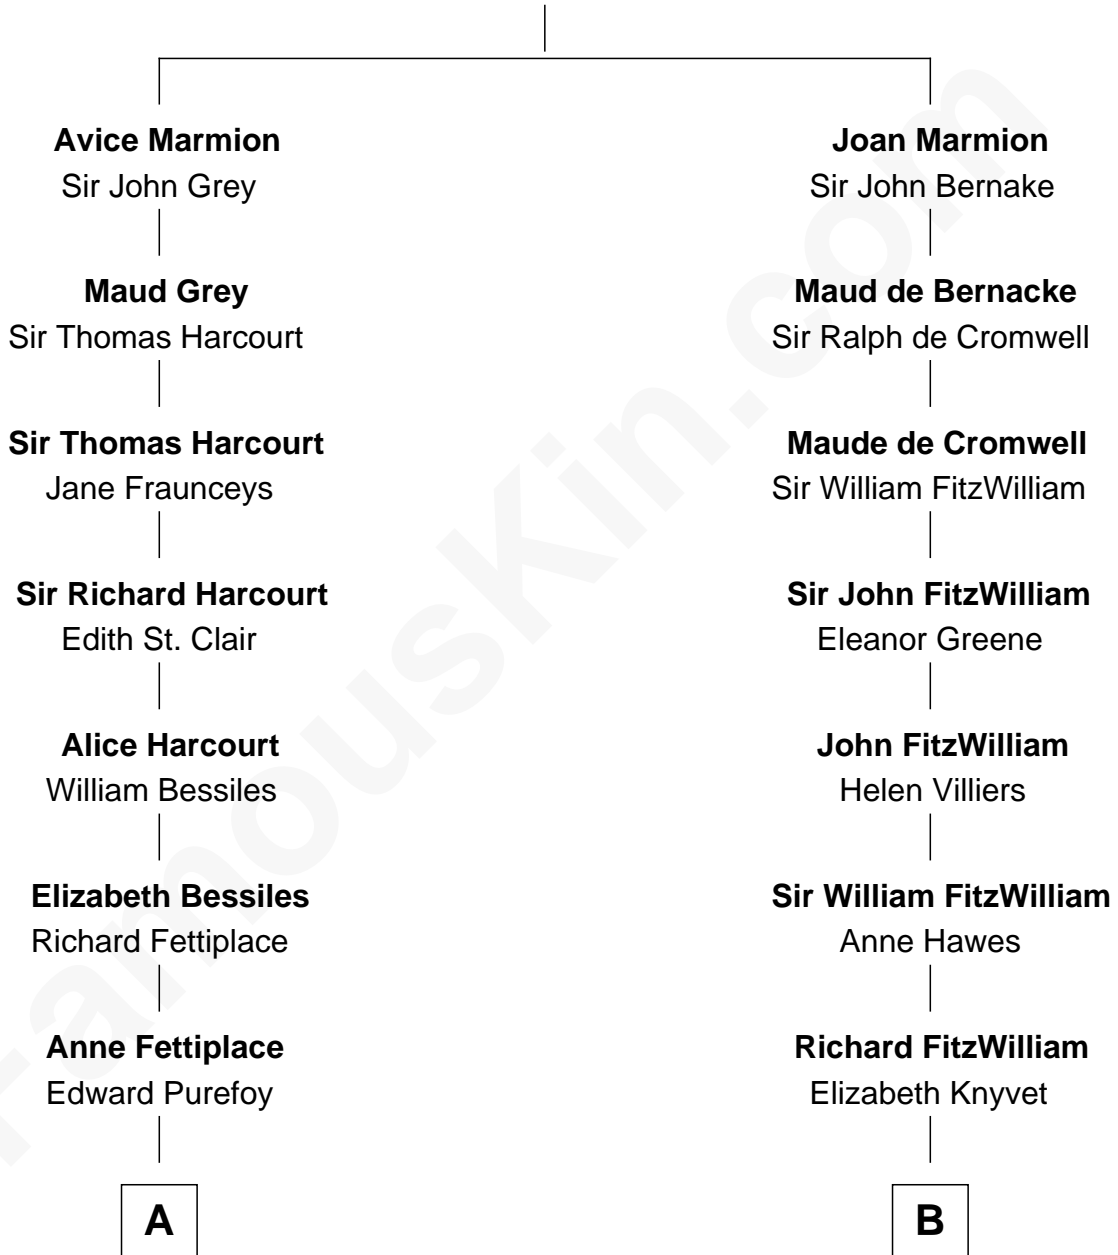 Avice Marmion
Sir John Grey
Maud Grey
Sir Thomas Harcourt
Sir Thomas Harcourt
Jane Fraunceys
Sir Richard Harcourt
Edith St. Clair
Alice Harcourt
William Bessiles
Elizabeth Bessiles
Richard Fettiplace
Anne Fettiplace
Edward Purefoy
A
Joan Marmion
Sir John Bernake
Maud de Bernacke
Sir Ralph de Cromwell
Maude de Cromwell
Sir William FitzWilliam
Sir John FitzWilliam
Eleanor Greene
John FitzWilliam
Helen Villiers
Sir William FitzWilliam
Anne Hawes
Richard FitzWilliam
Elizabeth Knyvet
B
FamousKin.com